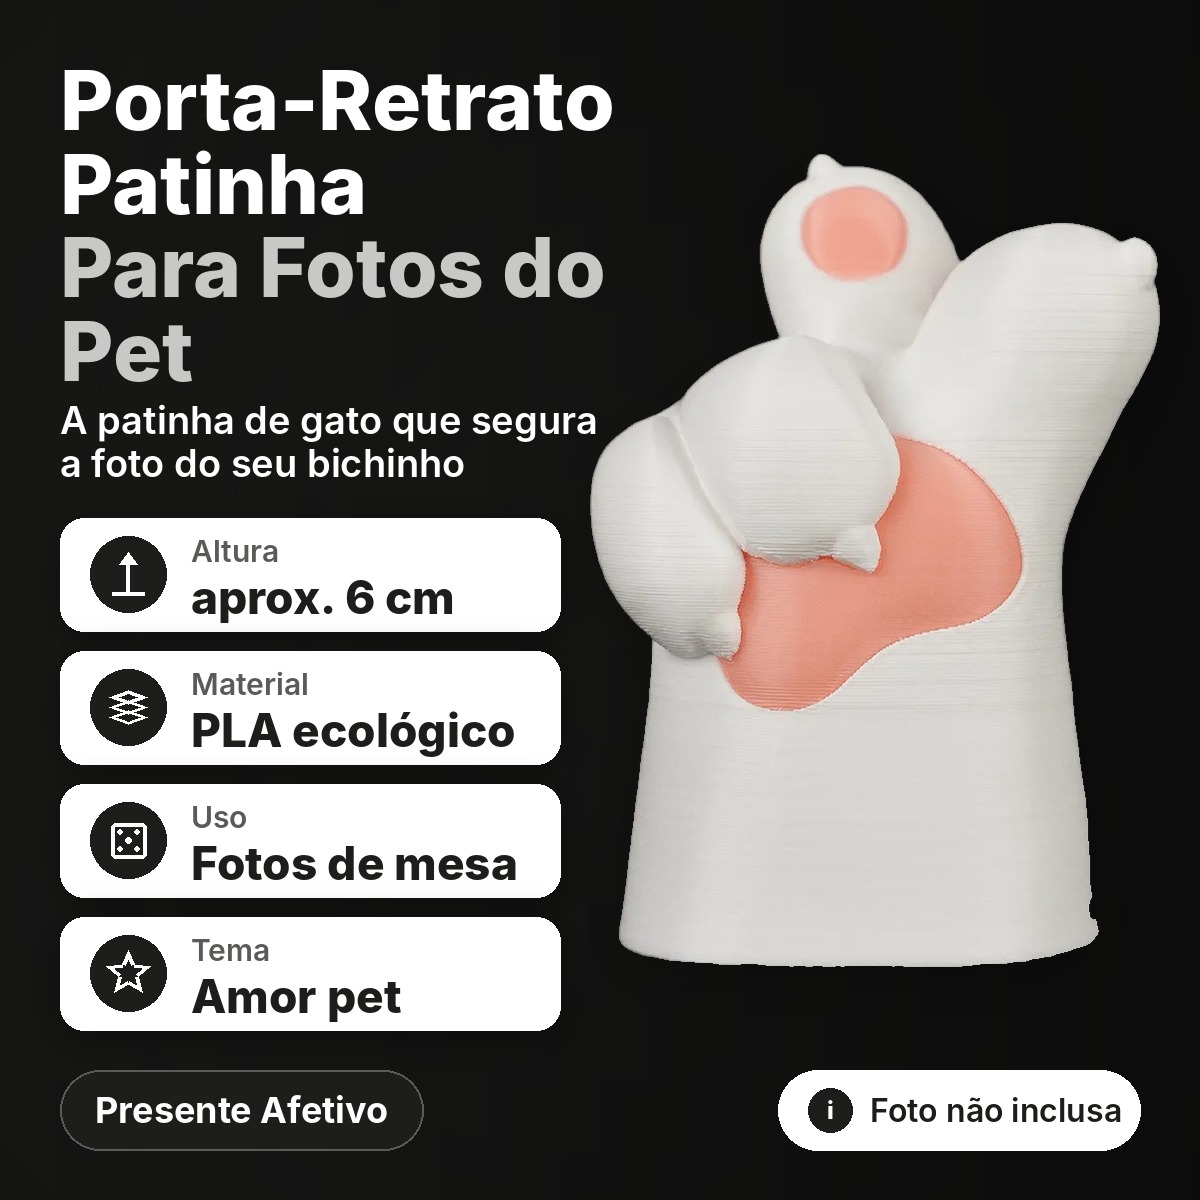 Porta-Retrato
Patinha
Para Fotos do
Pet
A patinha de gato que segura
a foto do seu bichinho
Altura
aprox. 6 cm
Material
PLA ecológico
Uso
Fotos de mesa
Tema
Amor pet
Presente Afetivo
i Foto não inclusa